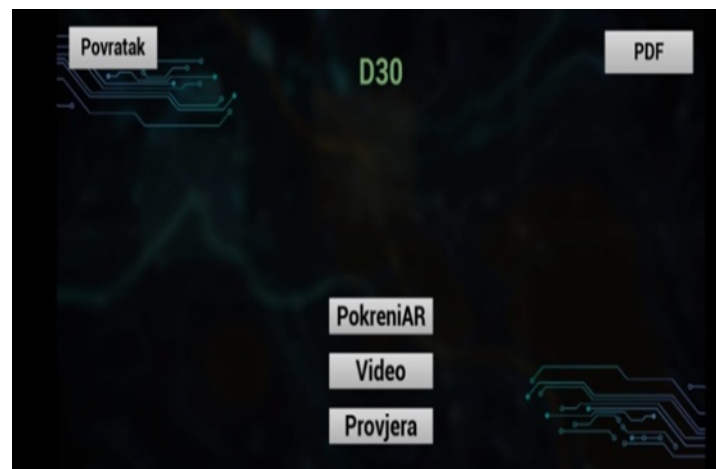 Povratak
PDF
D30
PokreniAR
Video
Provjera